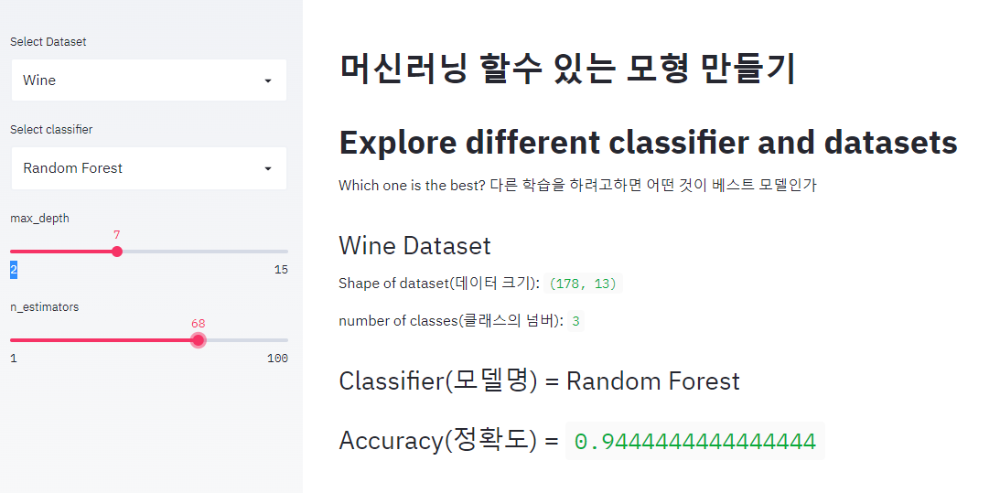 Select Dataset
Wine
Select classifier
Random Forest
max_depth
7
2 15
n_estimators
68
1 100
머신러닝 할수 있는 모형 만들기
Explore different classifier and datasets
Which one is the best? 다른 학습을 하려고하면 어떤 것이 베스트 모델인가
Wine Dataset
Shape of dataset(데이터 크기): (178, 13)
number of classes(클래스의 넘버): 3
Classifier(모델명) = Random Forest
Accuracy(정확도) = 0.9444444444444444